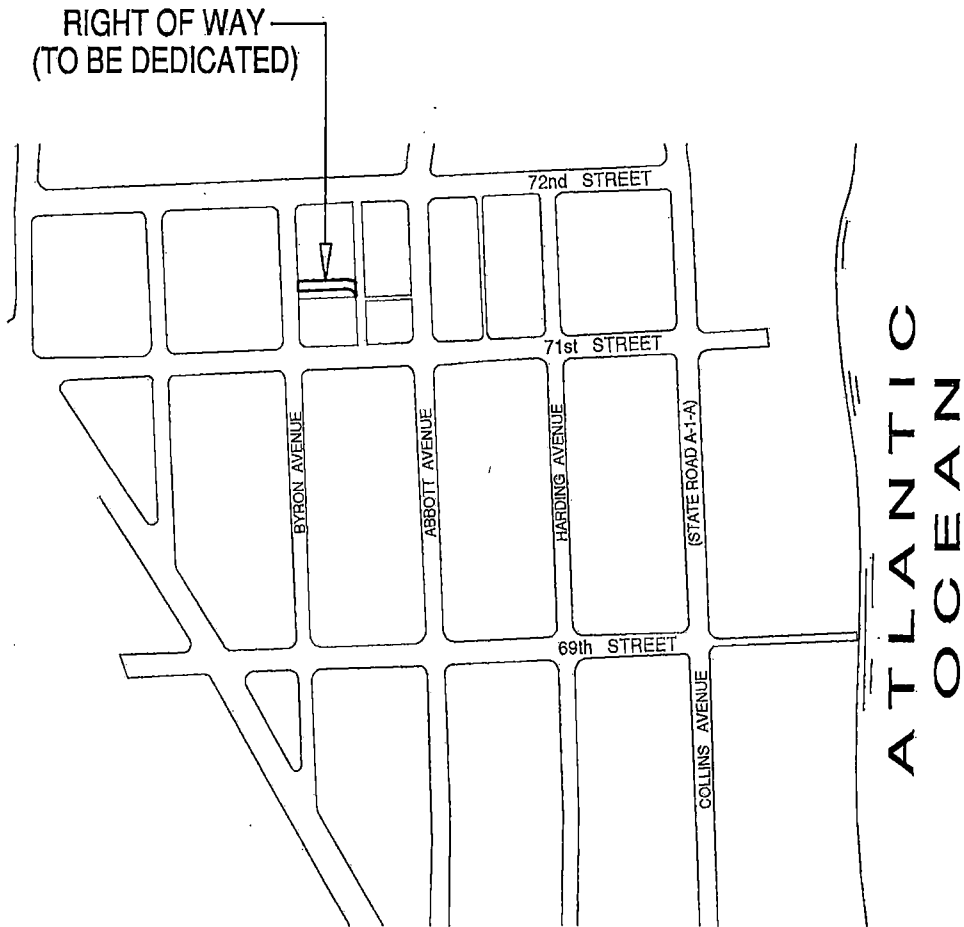 RIGHT OF WAY
(TO BE DEDICATED)
72nd STREET
71st STREET
BYRON AVENUE
ABBOTT AVENUE
HARDING AVENUE
(STATE ROAD A-1-A)
69th STREET
COLLINS AVENUE
ATLANTIC
OCEAN